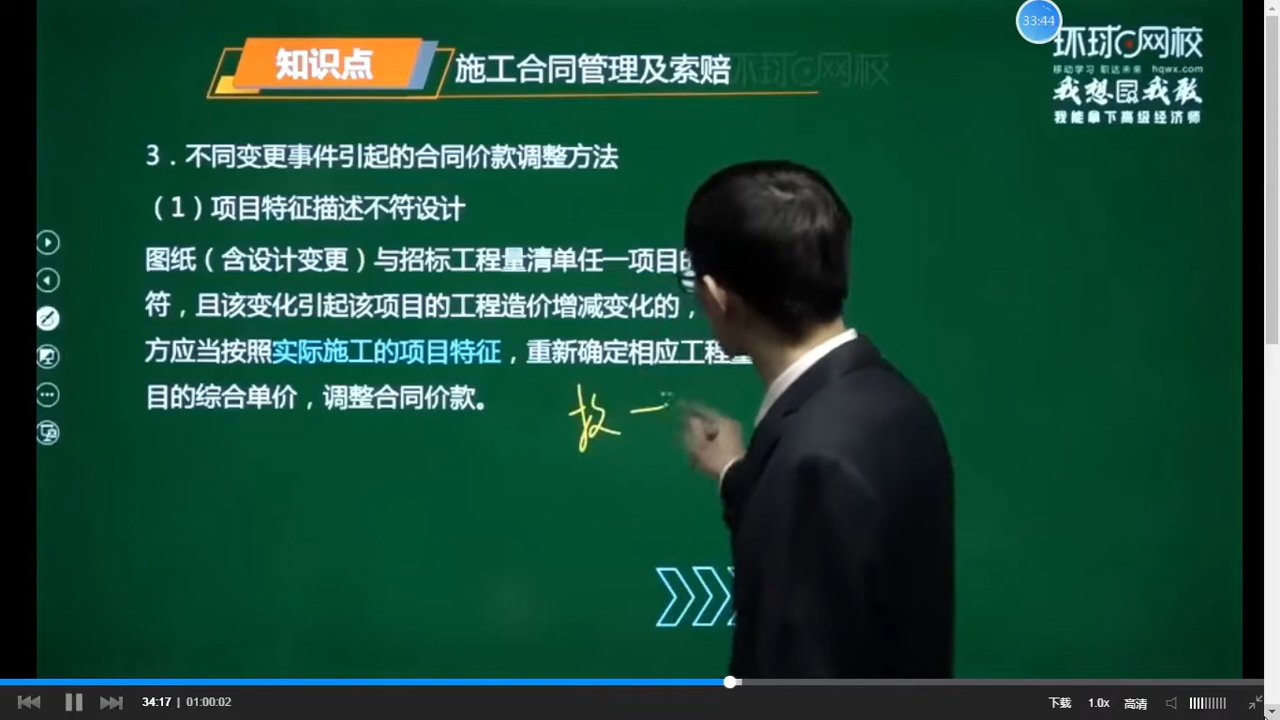 33:44
环球网校
移动学习 职达未来 hqwx.com
我想我敢
我能拿下高级经济师
知识点
施工合同管理及索赔
环球网校
3．不同变更事件引起的合同价款调整方法
（1）项目特征描述不符设计
图纸（含设计变更）与招标工程量清单任一项目
符，且该变化引起该项目的工程造价增减变化的，
方应当按照实际施工的项目特征，重新确定相应工程量
目的综合单价，调整合同价款。
34:17 | 01:00:02
下载 1.0x 高清